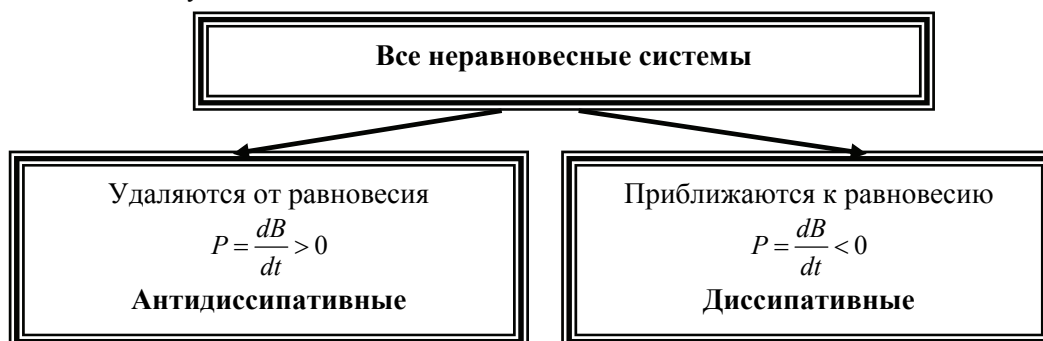 Все неравновесные системы
Удаляются от равновесия
P = dB/dt > 0
Антидиссипативные
Приближаются к равновесию
P = dB/dt < 0
Диссипативные